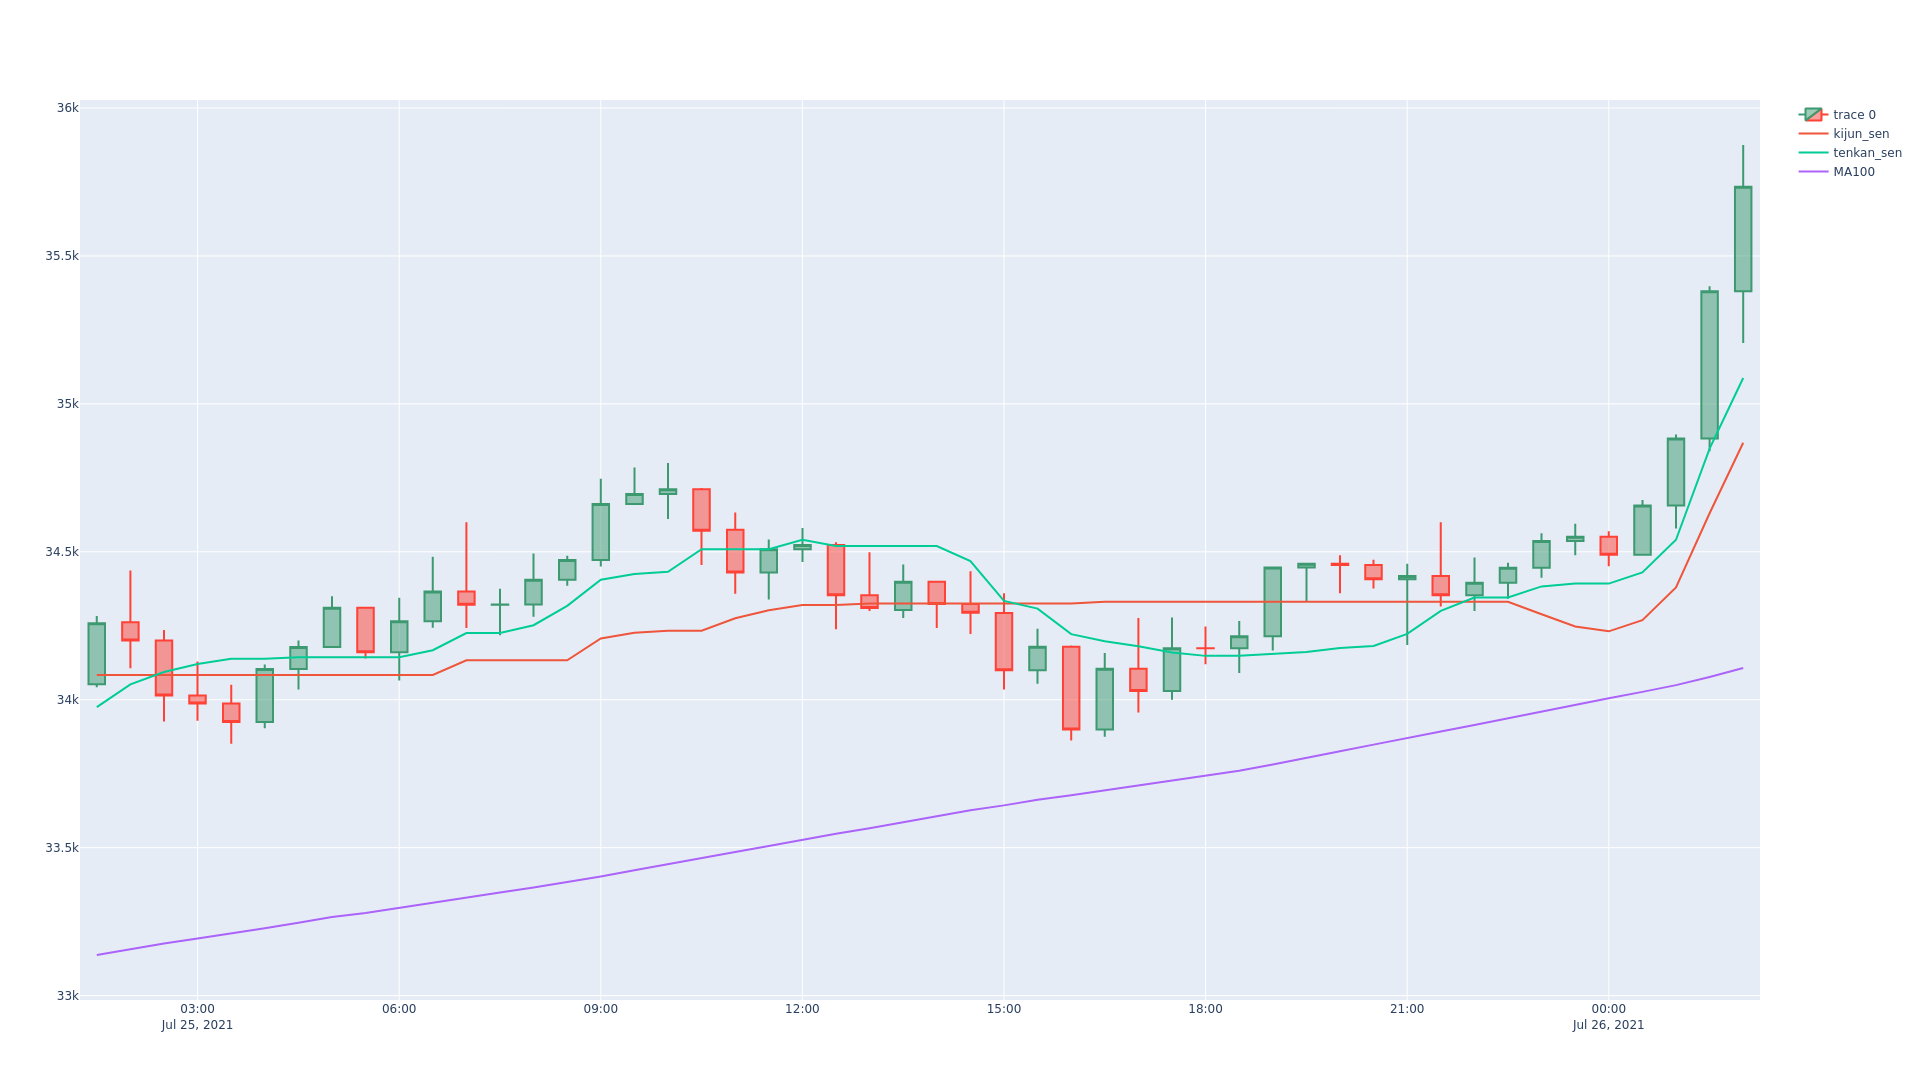 36k
35.5k
35k
34.5k
34k
33.5k
33k
03:00
Jul 25, 2021
06:00
09:00
12:00
15:00
18:00
21:00
00:00
Jul 26, 2021
trace 0
kijun_sen
tenkan_sen
MA100